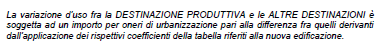 La variazione d'uso fra la DESTINAZIONE PRODUTTIVA e le ALTRE DESTINAZIONI è
soggetta ad un importo per oneri di urbanizzazione pari alla differenza fra quelli derivanti
dall'applicazione dei rispettivi coefficienti della tabella riferiti alla nuova edificazione.